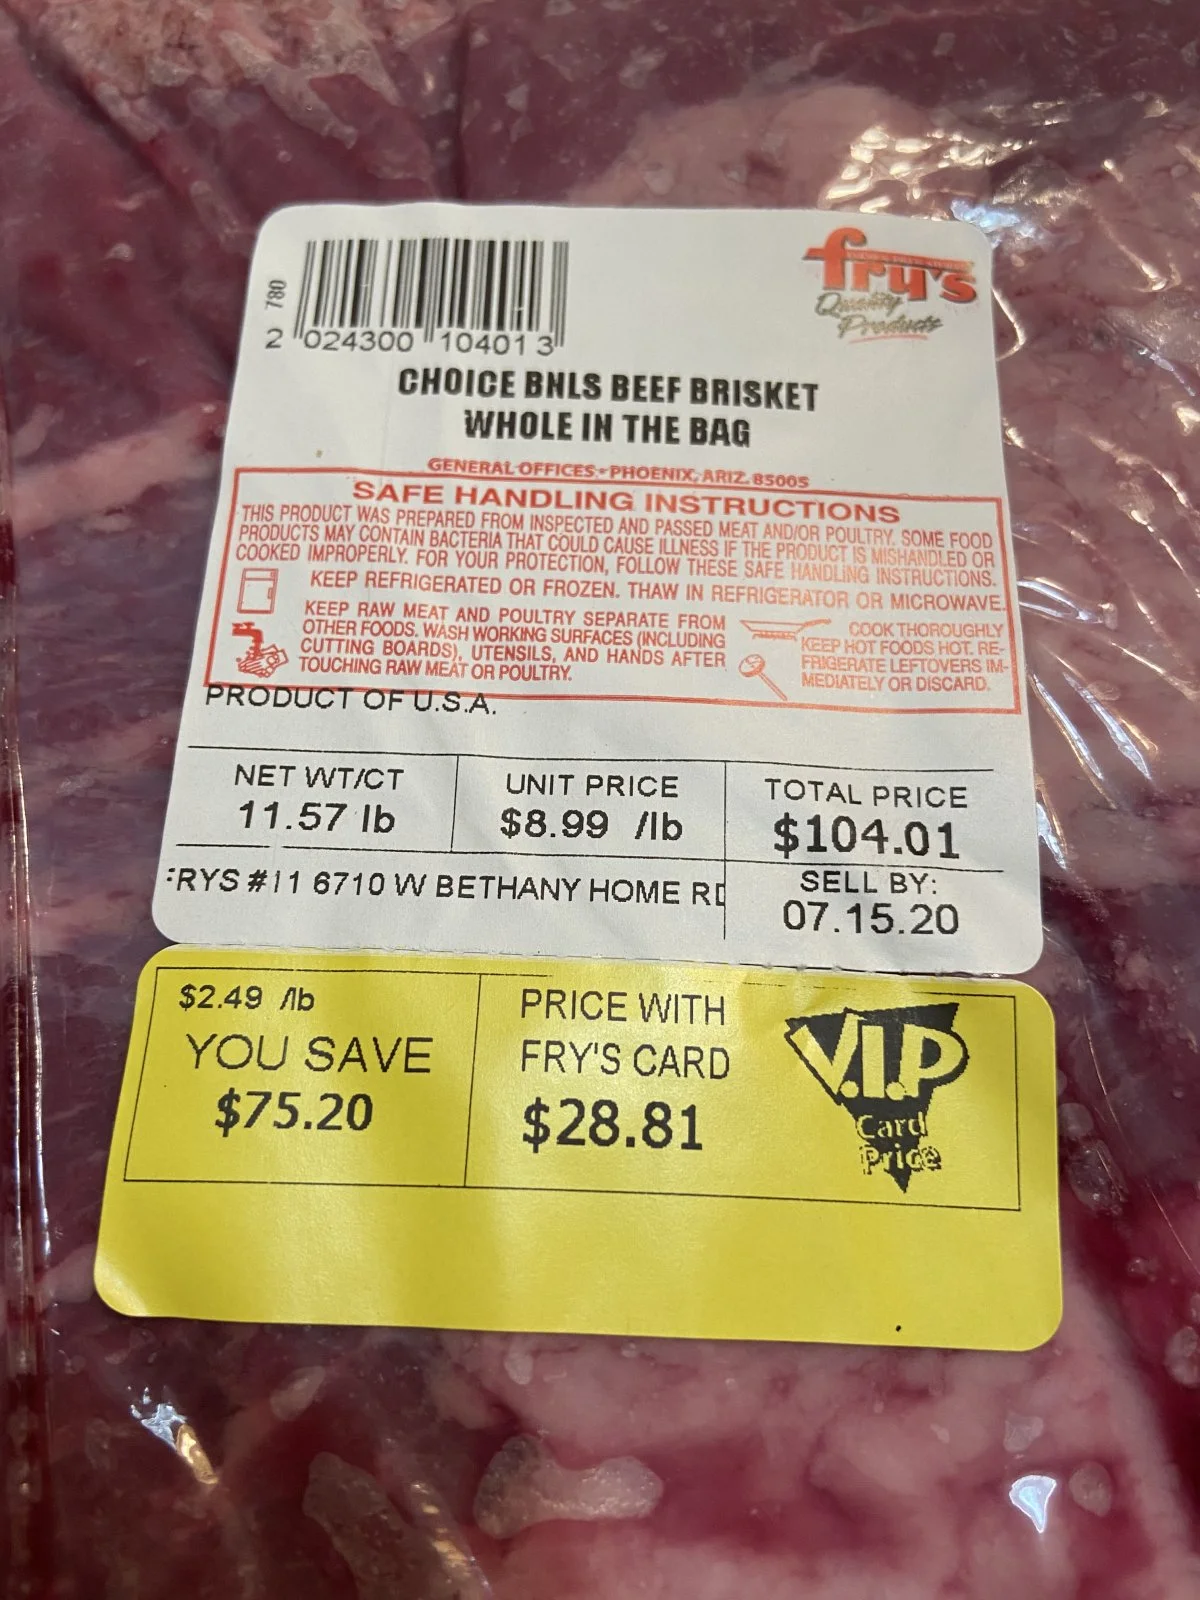 780
2 024300 104013
fry's
Quality
Products
CHOICE BNLS BEEF BRISKET
WHOLE IN THE BAG
GENERAL OFFICES - PHOENIX, ARIZ. 85005
SAFE HANDLING INSTRUCTIONS
THIS PRODUCT WAS PREPARED FROM INSPECTED AND PASSED MEAT AND/OR POULTRY. SOME FOOD
PRODUCTS MAY CONTAIN BACTERIA THAT COULD CAUSE ILLNESS IF THE PRODUCT IS MISHANDLED OR
COOKED IMPROPERLY. FOR YOUR PROTECTION, FOLLOW THESE SAFE HANDLING INSTRUCTIONS.
KEEP REFRIGERATED OR FROZEN. THAW IN REFRIGERATOR OR MICROWAVE.
KEEP RAW MEAT AND POULTRY SEPARATE FROM
OTHER FOODS. WASH WORKING SURFACES (INCLUDING
CUTTING BOARDS), UTENSILS, AND HANDS AFTER
TOUCHING RAW MEAT OR POULTRY.
COOK THOROUGHLY
KEEP HOT FOODS HOT. RE-
FRIGERATE LEFTOVERS IM-
MEDIATELY OR DISCARD.
PRODUCT OF U.S.A.
NET WT/CT
11.57 lb
UNIT PRICE
$8.99 /lb
TOTAL PRICE
$104.01
FRYS #11 6710 W BETHANY HOME RD
SELL BY:
07.15.20
$2.49 /lb
YOU SAVE
$75.20
PRICE WITH
FRY'S CARD
$28.81
V.I.P
Card
Price